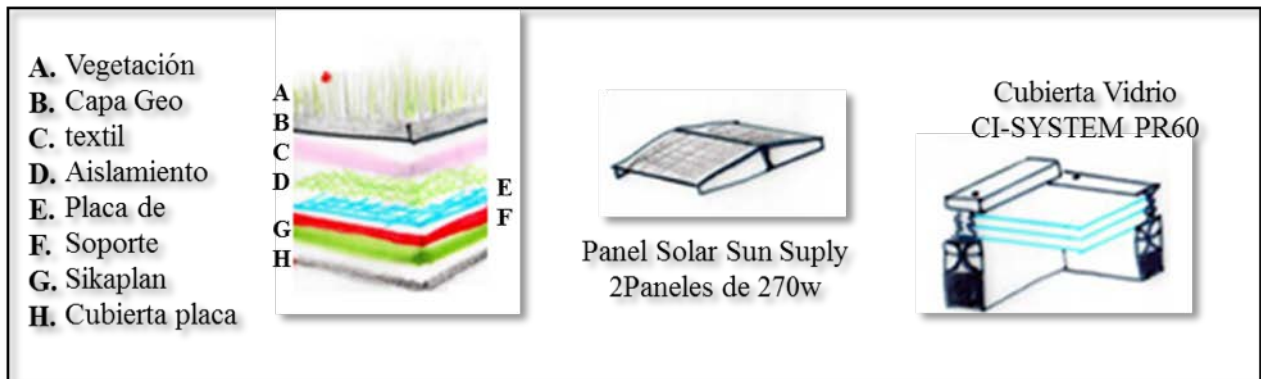 A. Vegetación
B. Capa Geo
C. textil
D. Aislamiento
E. Placa de
F. Soporte
G. Sikaplan
H. Cubierta placa
A
B
C
D
E
F
G
H
Panel Solar Sun Suply
2Paneles de 270w
Cubierta Vidrio
CI-SYSTEM PR60